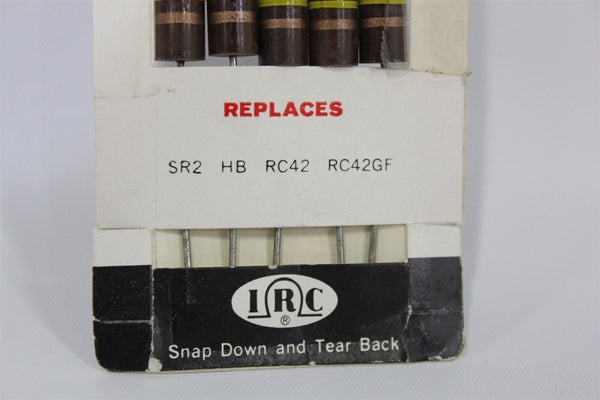 REPLACES
SR2 HB RC42 RC42GF
IRC
®
Snap Down and Tear Back